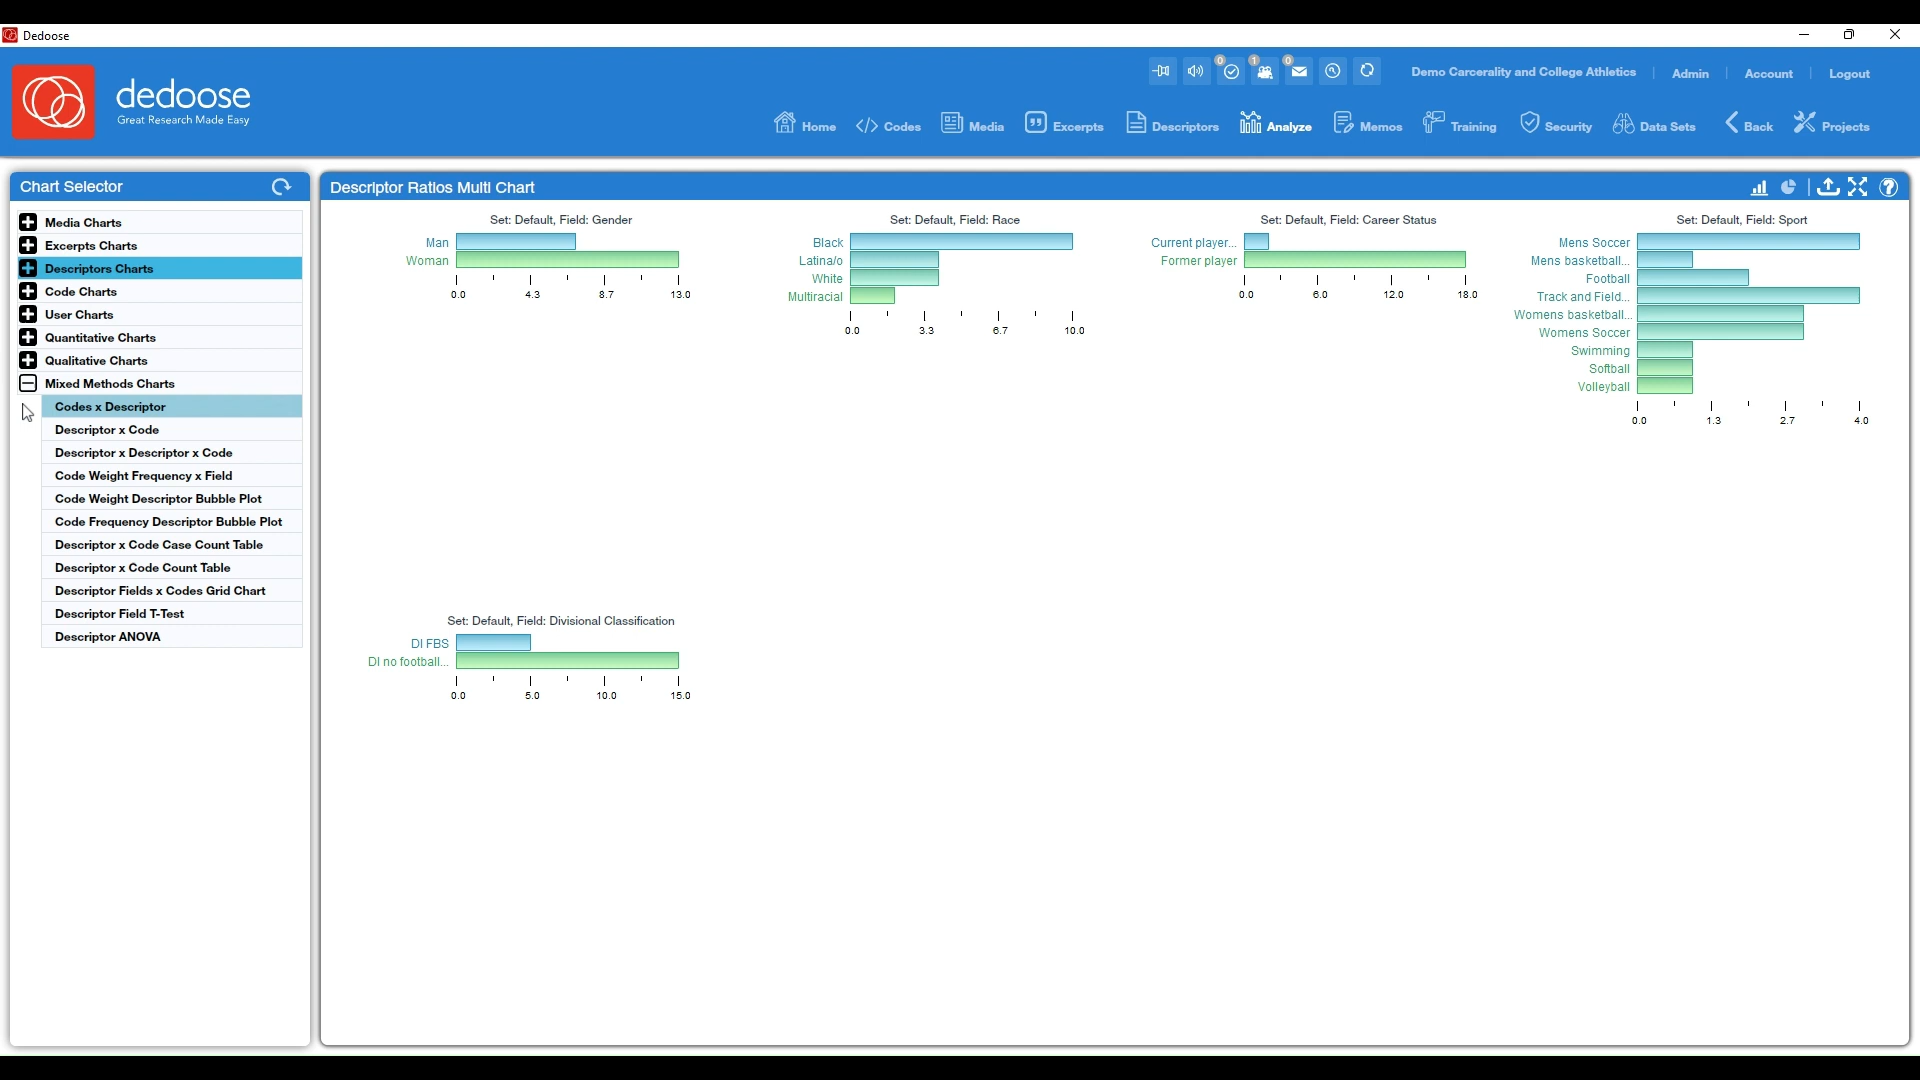 Dedoose
dedoose
Great Research Made Easy
0
1
0
Demo Carcerality and College Athletics
Admin
Account
Logout
Home
Codes
Media
Excerpts
Descriptors
Analyze
Memos
Training
Security
Data Sets
Back
Projects
Chart Selector
Media Charts
Excerpts Charts
Descriptors Charts
Code Charts
User Charts
Quantitative Charts
Qualitative Charts
Mixed Methods Charts
Codes x Descriptor
Descriptor x Code
Descriptor x Descriptor x Code
Code Weight Frequency x Field
Code Weight Descriptor Bubble Plot
Code Frequency Descriptor Bubble Plot
Descriptor x Code Case Count Table
Descriptor x Code Count Table
Descriptor Fields x Codes Grid Chart
Descriptor Field T-Test
Descriptor ANOVA
Descriptor Ratios Multi Chart
Set: Default, Field: Gender
Man
Woman
0.0 4.3 8.7 13.0
Set: Default, Field: Race
Black
Latina/o
White
Multiracial
0.0 3.3 6.7 10.0
Set: Default, Field: Career Status
Current player...
Former player
0.0 6.0 12.0 18.0
Set: Default, Field: Sport
Mens Soccer
Mens basketball...
Football
Track and Field...
Womens basketball...
Womens Soccer
Swimming
Softball
Volleyball
0.0 1.3 2.7 4.0
Set: Default, Field: Divisional Classification
DI FBS
DI no football...
0.0 5.0 10.0 15.0